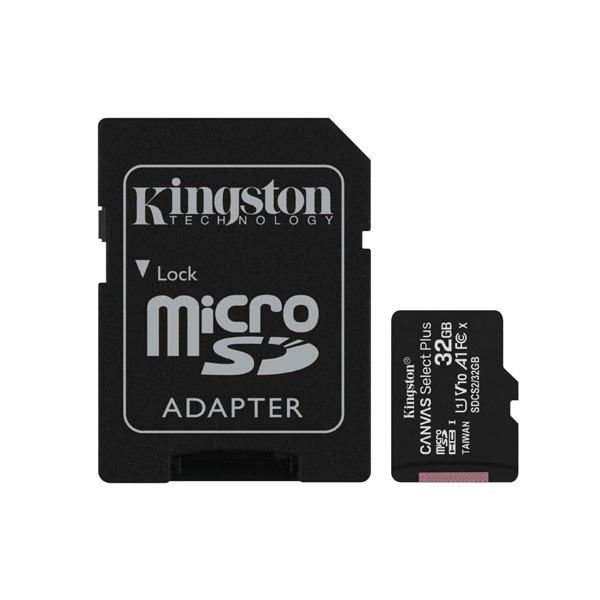 Kingston
TECHNOLOGY
Lock
micro
SD
ADAPTER
Kingston®
CANVAS Select Plus
32GB
micro SD HC I U1 V10 A1 FC X
TAIWAN SDCS2/32GB